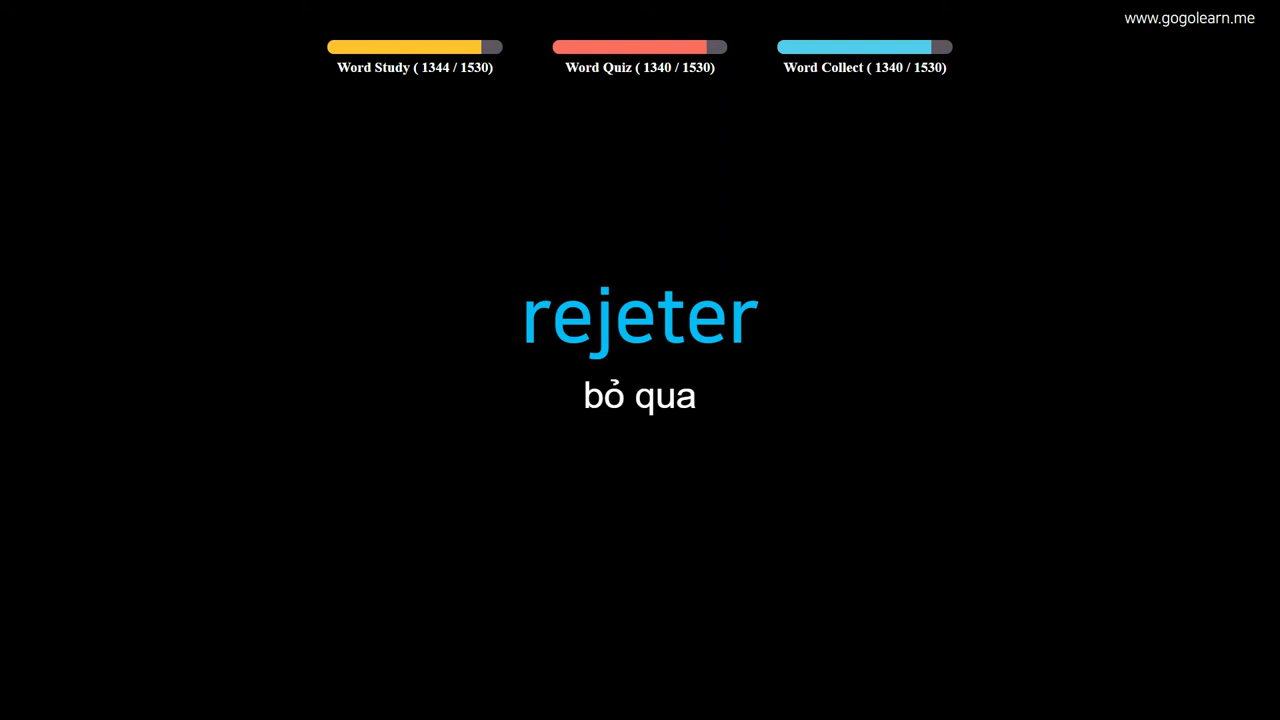 www.gogolearn.me
Word Study ( 1344 / 1530)
Word Quiz ( 1340 / 1530)
Word Collect ( 1340 / 1530)
rejeter
bỏ qua